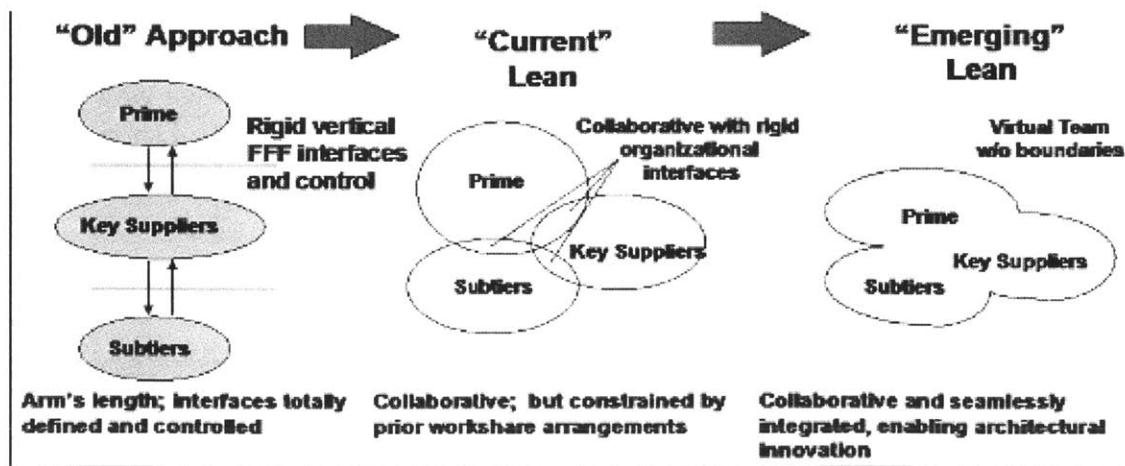 "Old" Approach
"Current"
Lean
"Emerging"
Lean
Prime
Rigid vertical
FFF interfaces
and control
Key Suppliers
Subtiers
Arm's length; interfaces totally
defined and controlled
Collaborative with rigid
organizational
interfaces
Prime
Key Suppliers
Subtiers
Collaborative; but constrained by
prior workshare arrangements
Virtual Team
w/o boundaries
Prime
Key Suppliers
Subtiers
Collaborative and seamlessly
integrated, enabling architectural
innovation